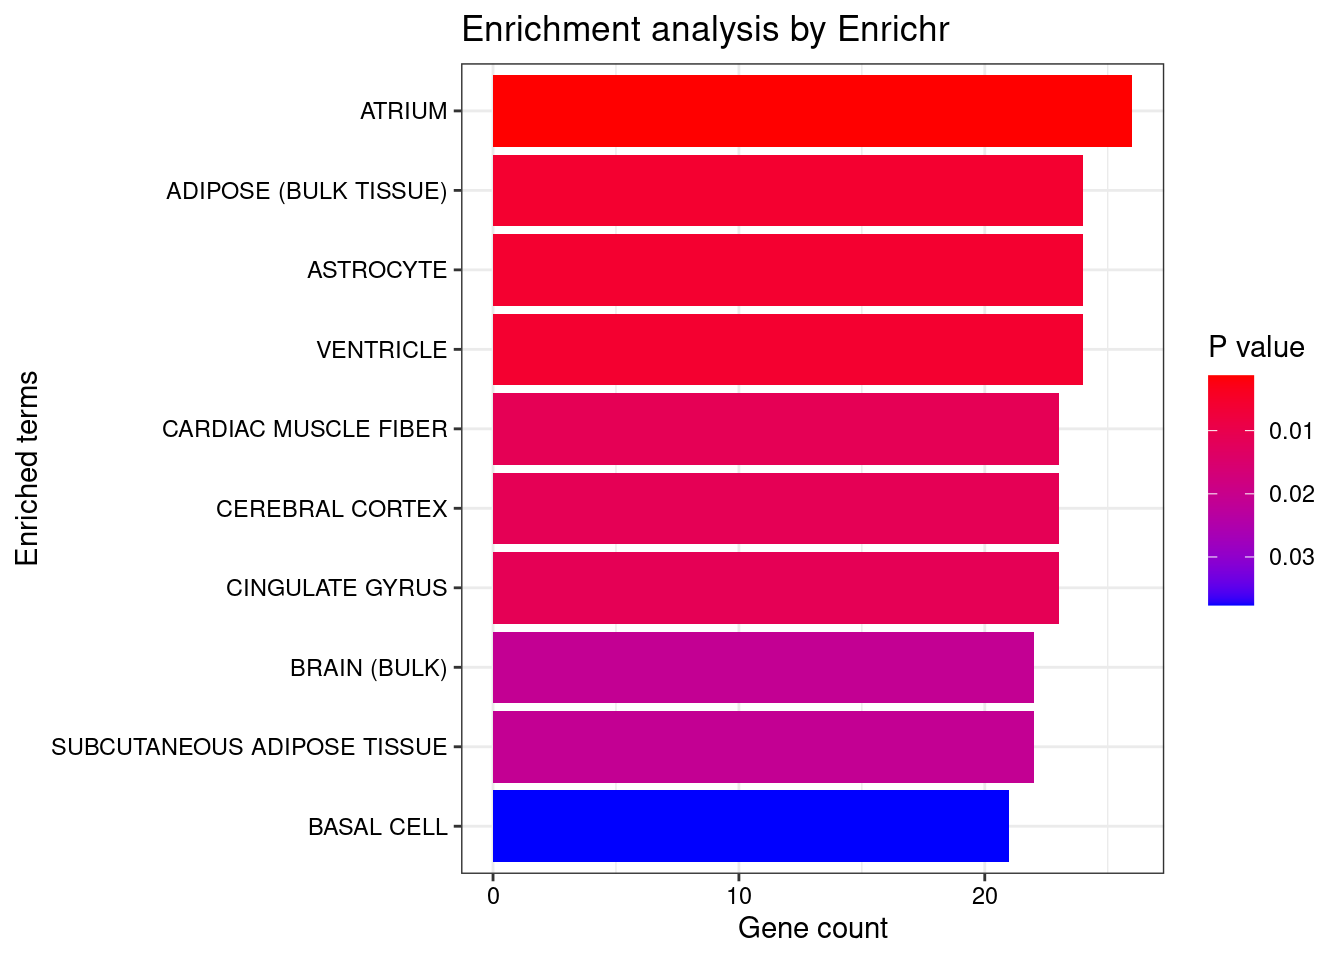 Enrichment analysis by Enrichr
Enriched terms
ATRIUM
ADIPOSE (BULK TISSUE)
ASTROCYTE
VENTRICLE
CARDIAC MUSCLE FIBER
CEREBRAL CORTEX
CINGULATE GYRUS
BRAIN (BULK)
SUBCUTANEOUS ADIPOSE TISSUE
BASAL CELL
0
10
20
Gene count
P value
0.01
0.02
0.03